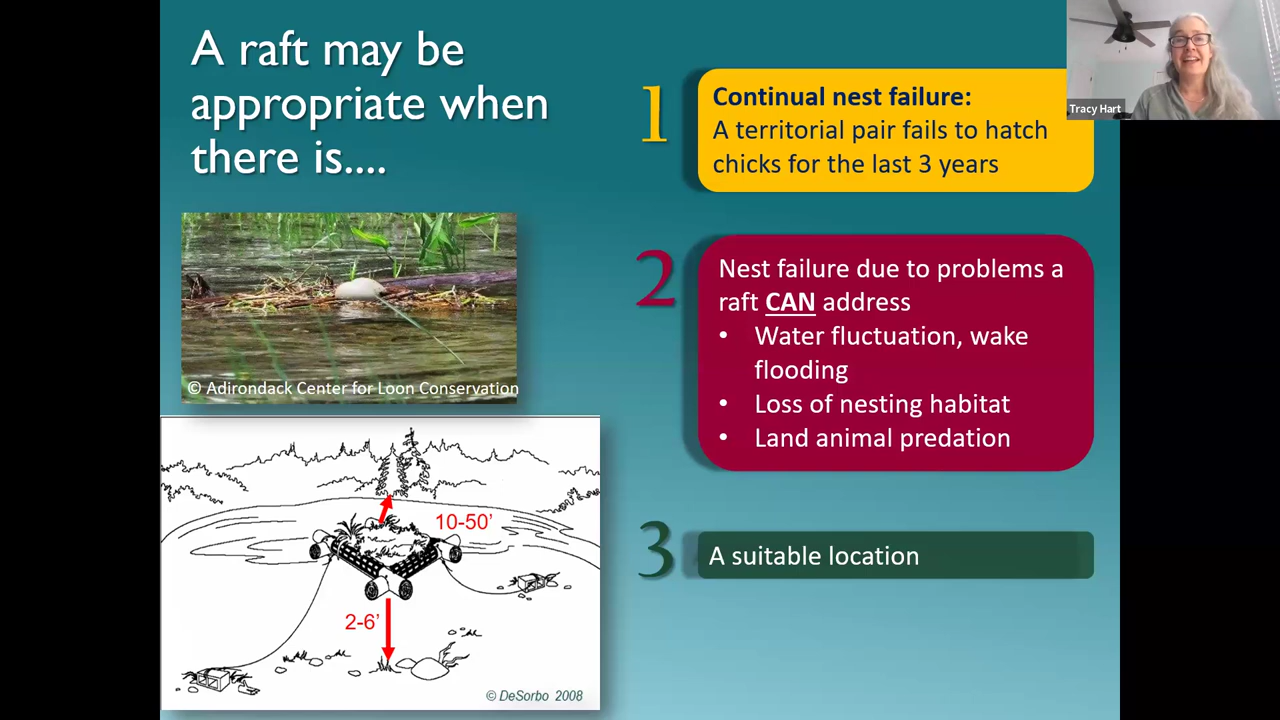 A raft may be
appropriate when
there is....
1
Continual nest failure:
A territorial pair fails to hatch
chicks for the last 3 years
Tracy Hart
2
Nest failure due to problems a
raft CAN address
• Water fluctuation, wake
flooding
• Loss of nesting habitat
• Land animal predation
3
A suitable location
© Adirondack Center for Loon Conservation
10-50’
2-6’
© DeSorbo 2008